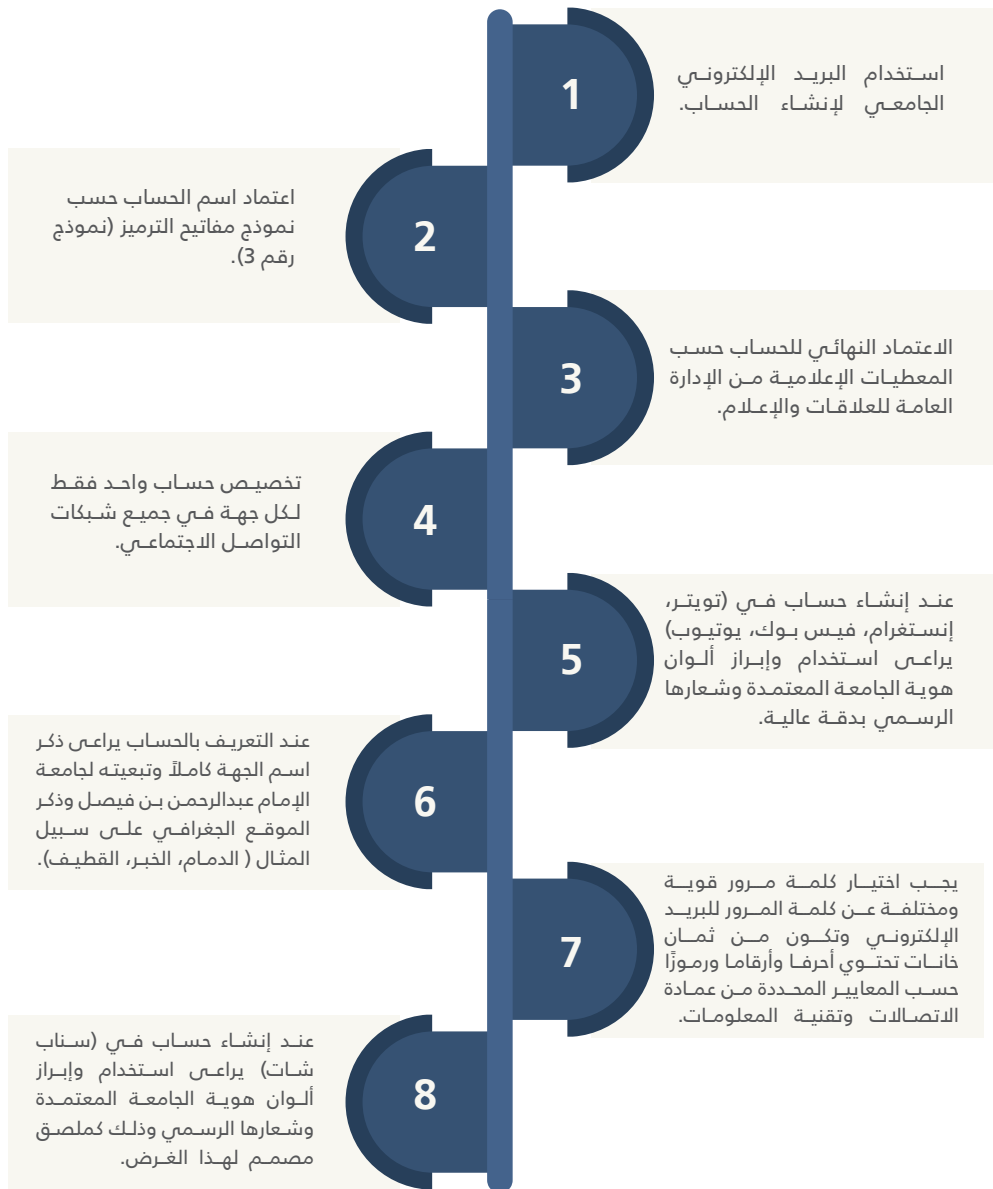 1
استخدام البريد الإلكتروني
الجامعي لإنشاء الحساب.
2
اعتماد اسم الحساب حسب
نموذج مفاتيح الترميز (نموذج
رقم 3).
3
الاعتماد النهائي للحساب حسب
المعطيات الإعلامية من الإدارة
العامة للعلاقات والإعلام.
4
تخصيص حساب واحد فقط
لكل جهة في جميع شبكات
التواصل الاجتماعي.
5
عند إنشاء حساب في (تويتر،
إنستغرام، فيس بوك، يوتيوب)
يراعى استخدام وإبراز ألوان
هوية الجامعة المعتمدة وشعارها
الرسمي بدقة عالية.
6
عند التعريف بالحساب يراعى ذكر
اسم الجهة كاملاً وتبعيته لجامعة
الإمام عبدالرحمن بن فيصل وذكر
الموقع الجغرافي على سبيل
المثال ( الدمام، الخبر، القطيف).
7
يجب اختيار كلمة مرور قوية
ومختلفة عن كلمة المرور للبريد
الإلكتروني وتكون من ثمان
خانات تحتوي أحرفا وأرقاما ورموزًا
حسب المعايير المحددة من عمادة
الاتصالات وتقنية المعلومات.
8
عند إنشاء حساب في (سناب
شات) يراعى استخدام وإبراز
ألوان هوية الجامعة المعتمدة
وشعارها الرسمي وذلك كملصق
مصمم لهذا الغرض.